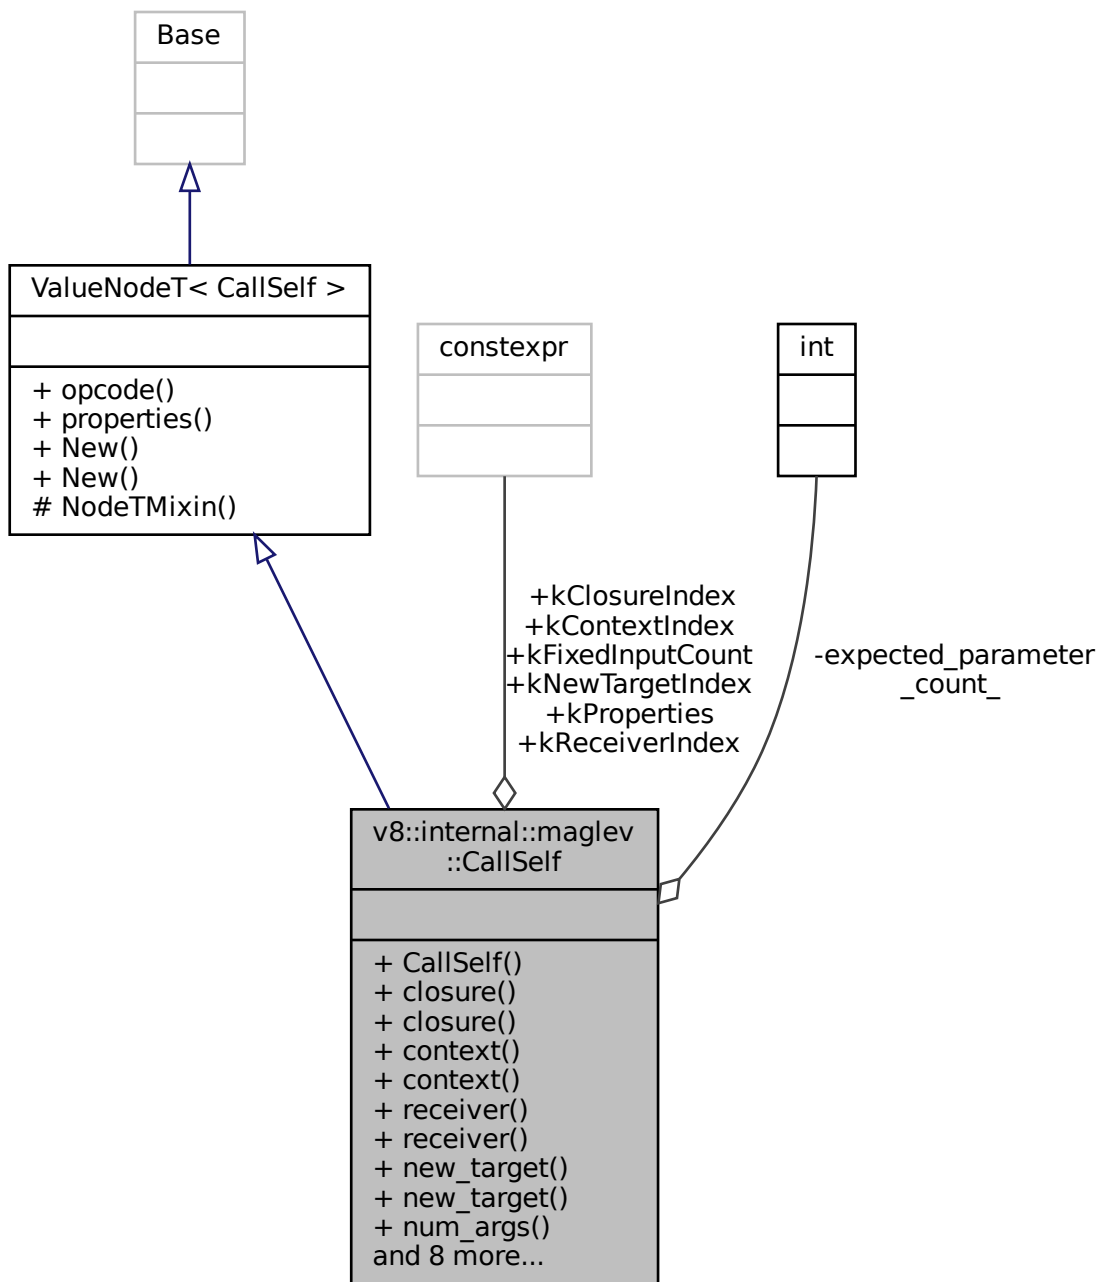 Base
ValueNodeT< CallSelf >
+ opcode()
+ properties()
+ New()
+ New()
# NodeTMixin()
constexpr
int
+kClosureIndex
+kContextIndex
+kFixedInputCount
+kNewTargetIndex
+kProperties
+kReceiverIndex
-expected_parameter
_count_
v8::internal::maglev
::CallSelf
+ CallSelf()
+ closure()
+ closure()
+ context()
+ context()
+ receiver()
+ receiver()
+ new_target()
+ new_target()
+ num_args()
and 8 more...